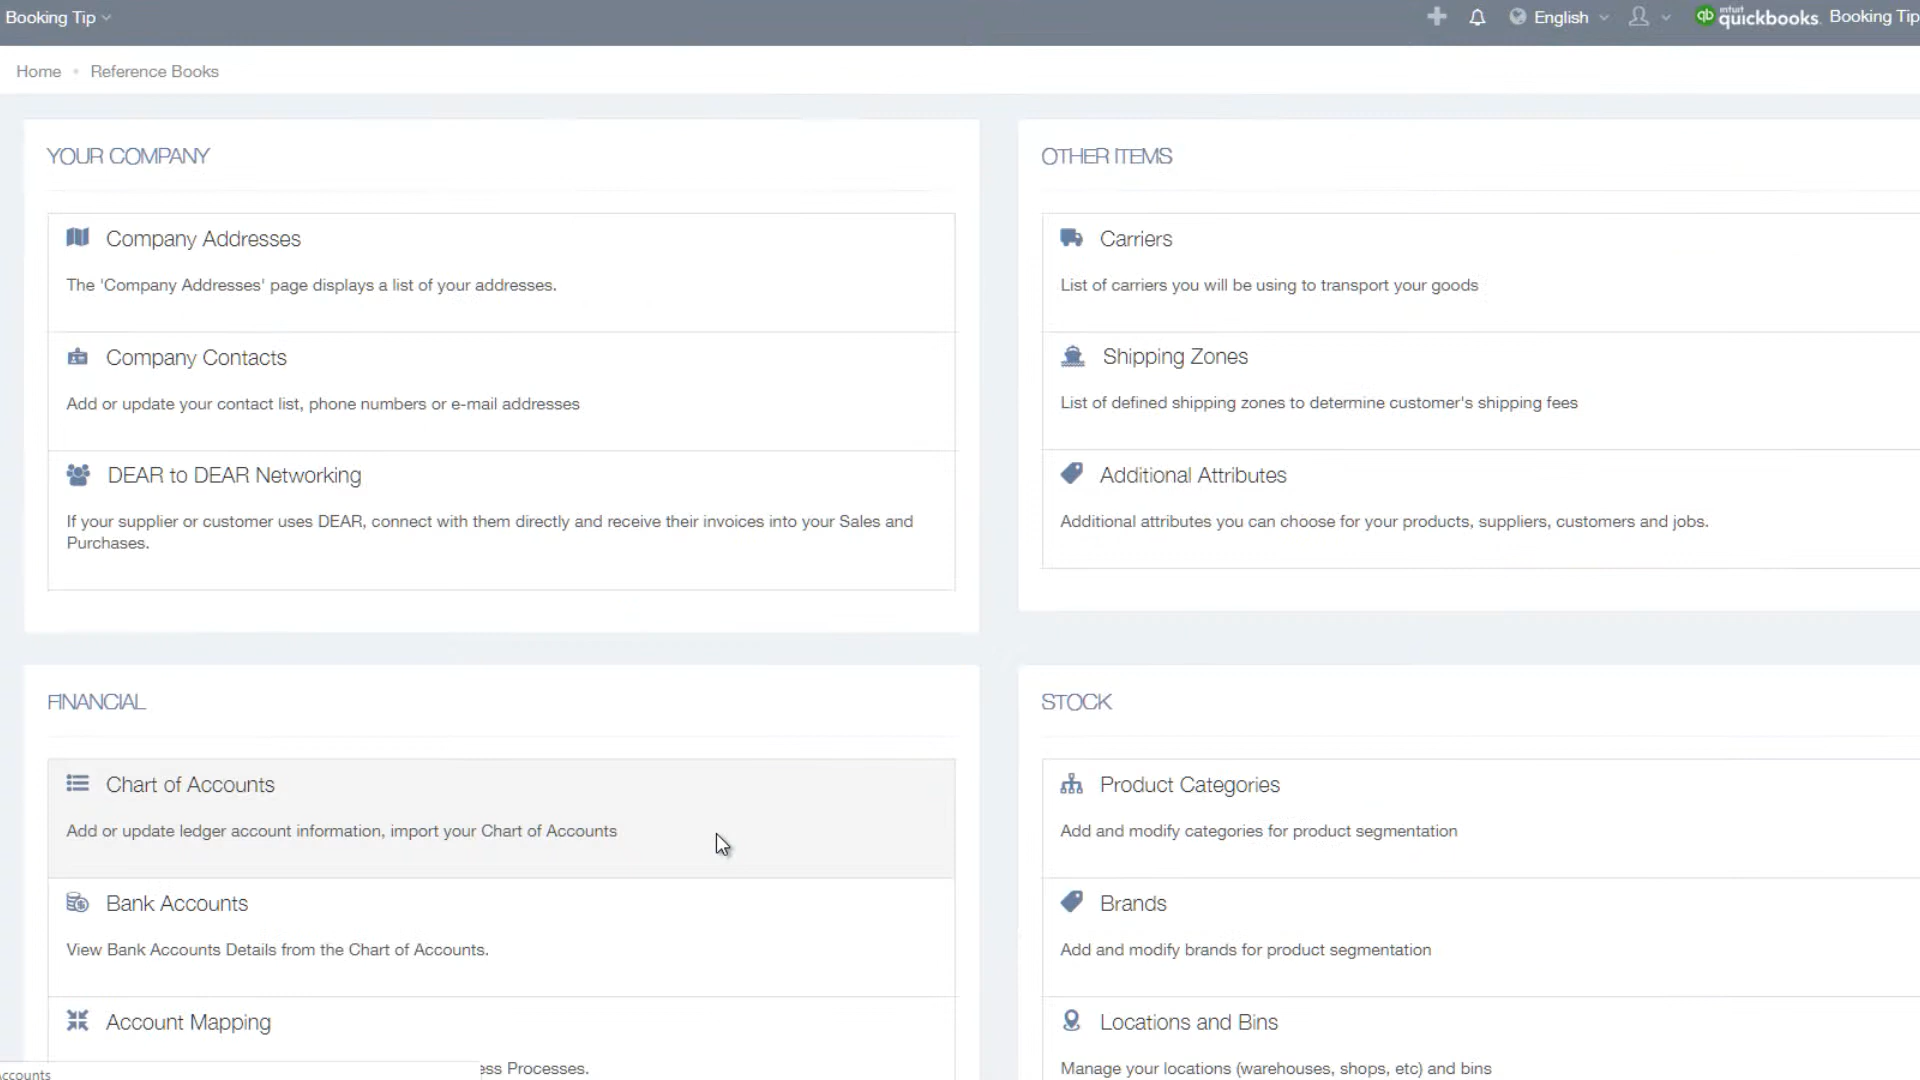 Booking Tip
English
intuit quickbooks. Booking Tip
Home • Reference Books
YOUR COMPANY
Company Addresses
The 'Company Addresses' page displays a list of your addresses.
Company Contacts
Add or update your contact list, phone numbers or e-mail addresses
DEAR to DEAR Networking
If your supplier or customer uses DEAR, connect with them directly and receive their invoices into your Sales and
Purchases.
OTHER ITEMS
Carriers
List of carriers you will be using to transport your goods
Shipping Zones
List of defined shipping zones to determine customer's shipping fees
Additional Attributes
Additional attributes you can choose for your products, suppliers, customers and jobs.
FINANCIAL
Chart of Accounts
Add or update ledger account information, import your Chart of Accounts
Bank Accounts
View Bank Accounts Details from the Chart of Accounts.
Account Mapping
ess Processes.
ccounts
STOCK
Product Categories
Add and modify categories for product segmentation
Brands
Add and modify brands for product segmentation
Locations and Bins
Manage your locations (warehouses, shops, etc) and bins